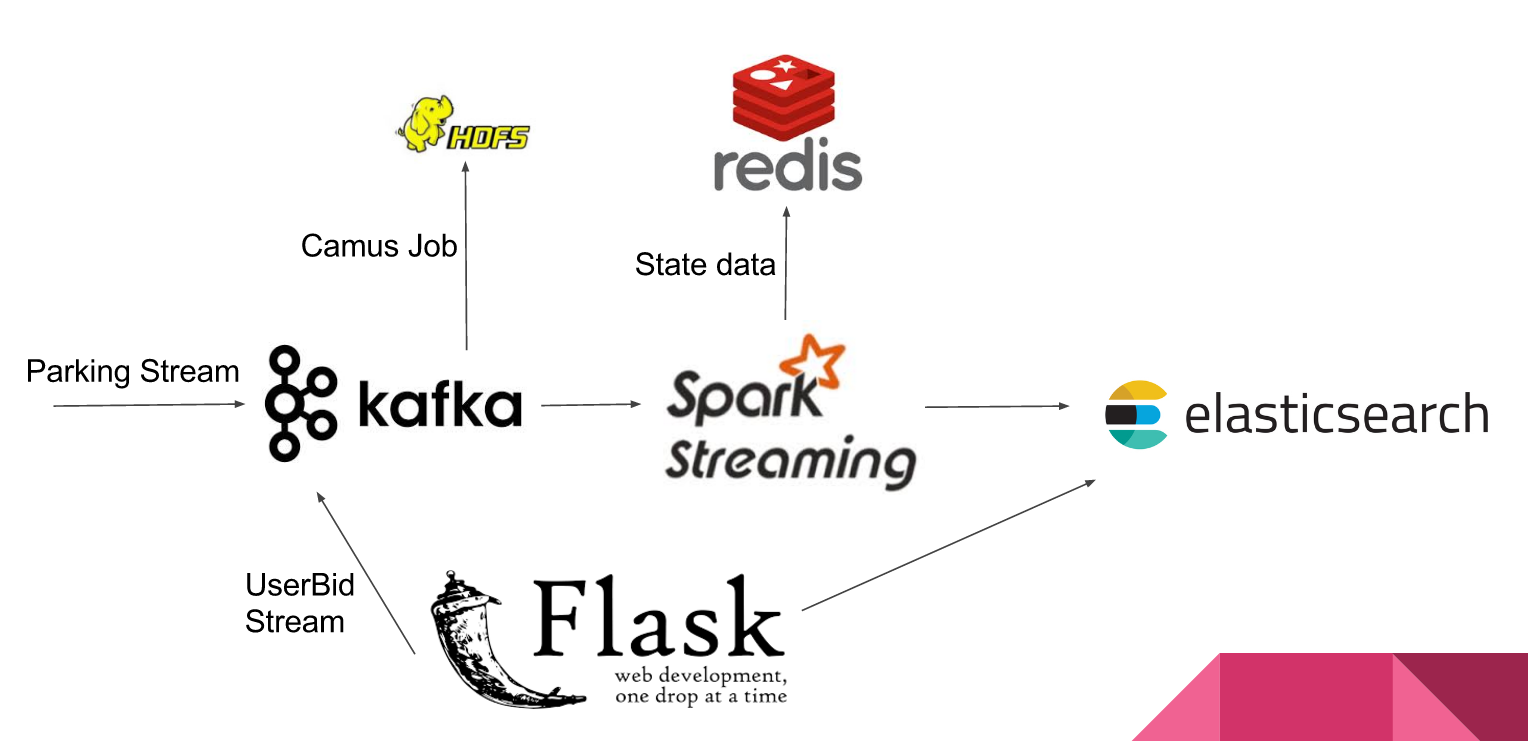 HDFS
redis
Camus Job
State data
Parking Stream
kafka
Spark
Streaming
elasticsearch
UserBid
Stream
Flask
web development,
one drop at a time